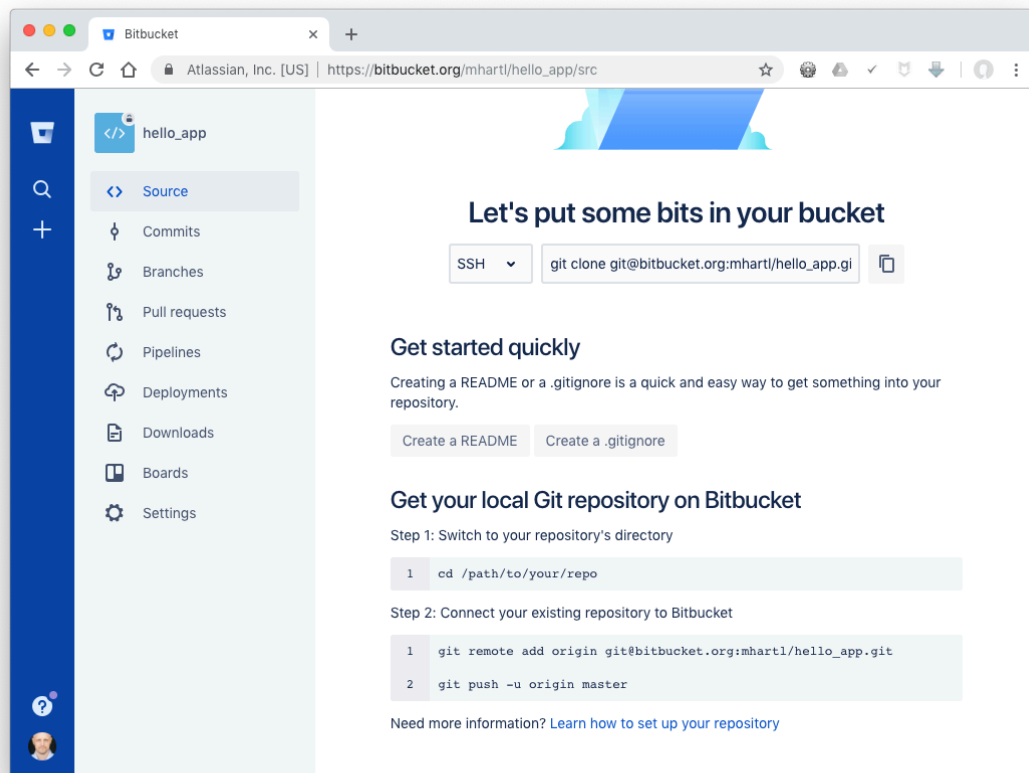 Bitbucket
Atlassian, Inc. [US] | https://bitbucket.org/mhartl/hello_app/src
</>
hello_app
Source
Commits
Branches
Pull requests
Pipelines
Deployments
Downloads
Boards
Settings
Let's put some bits in your bucket
SSH
git clone git@bitbucket.org:mhartl/hello_app.gi
Get started quickly
Creating a README or a .gitignore is a quick and easy way to get something into your
repository.
Create a README
Create a .gitignore
Get your local Git repository on Bitbucket
Step 1: Switch to your repository's directory
1 cd /path/to/your/repo
Step 2: Connect your existing repository to Bitbucket
1 git remote add origin git@bitbucket.org:mhartl/hello_app.git
2 git push -u origin master
Need more information? Learn how to set up your repository